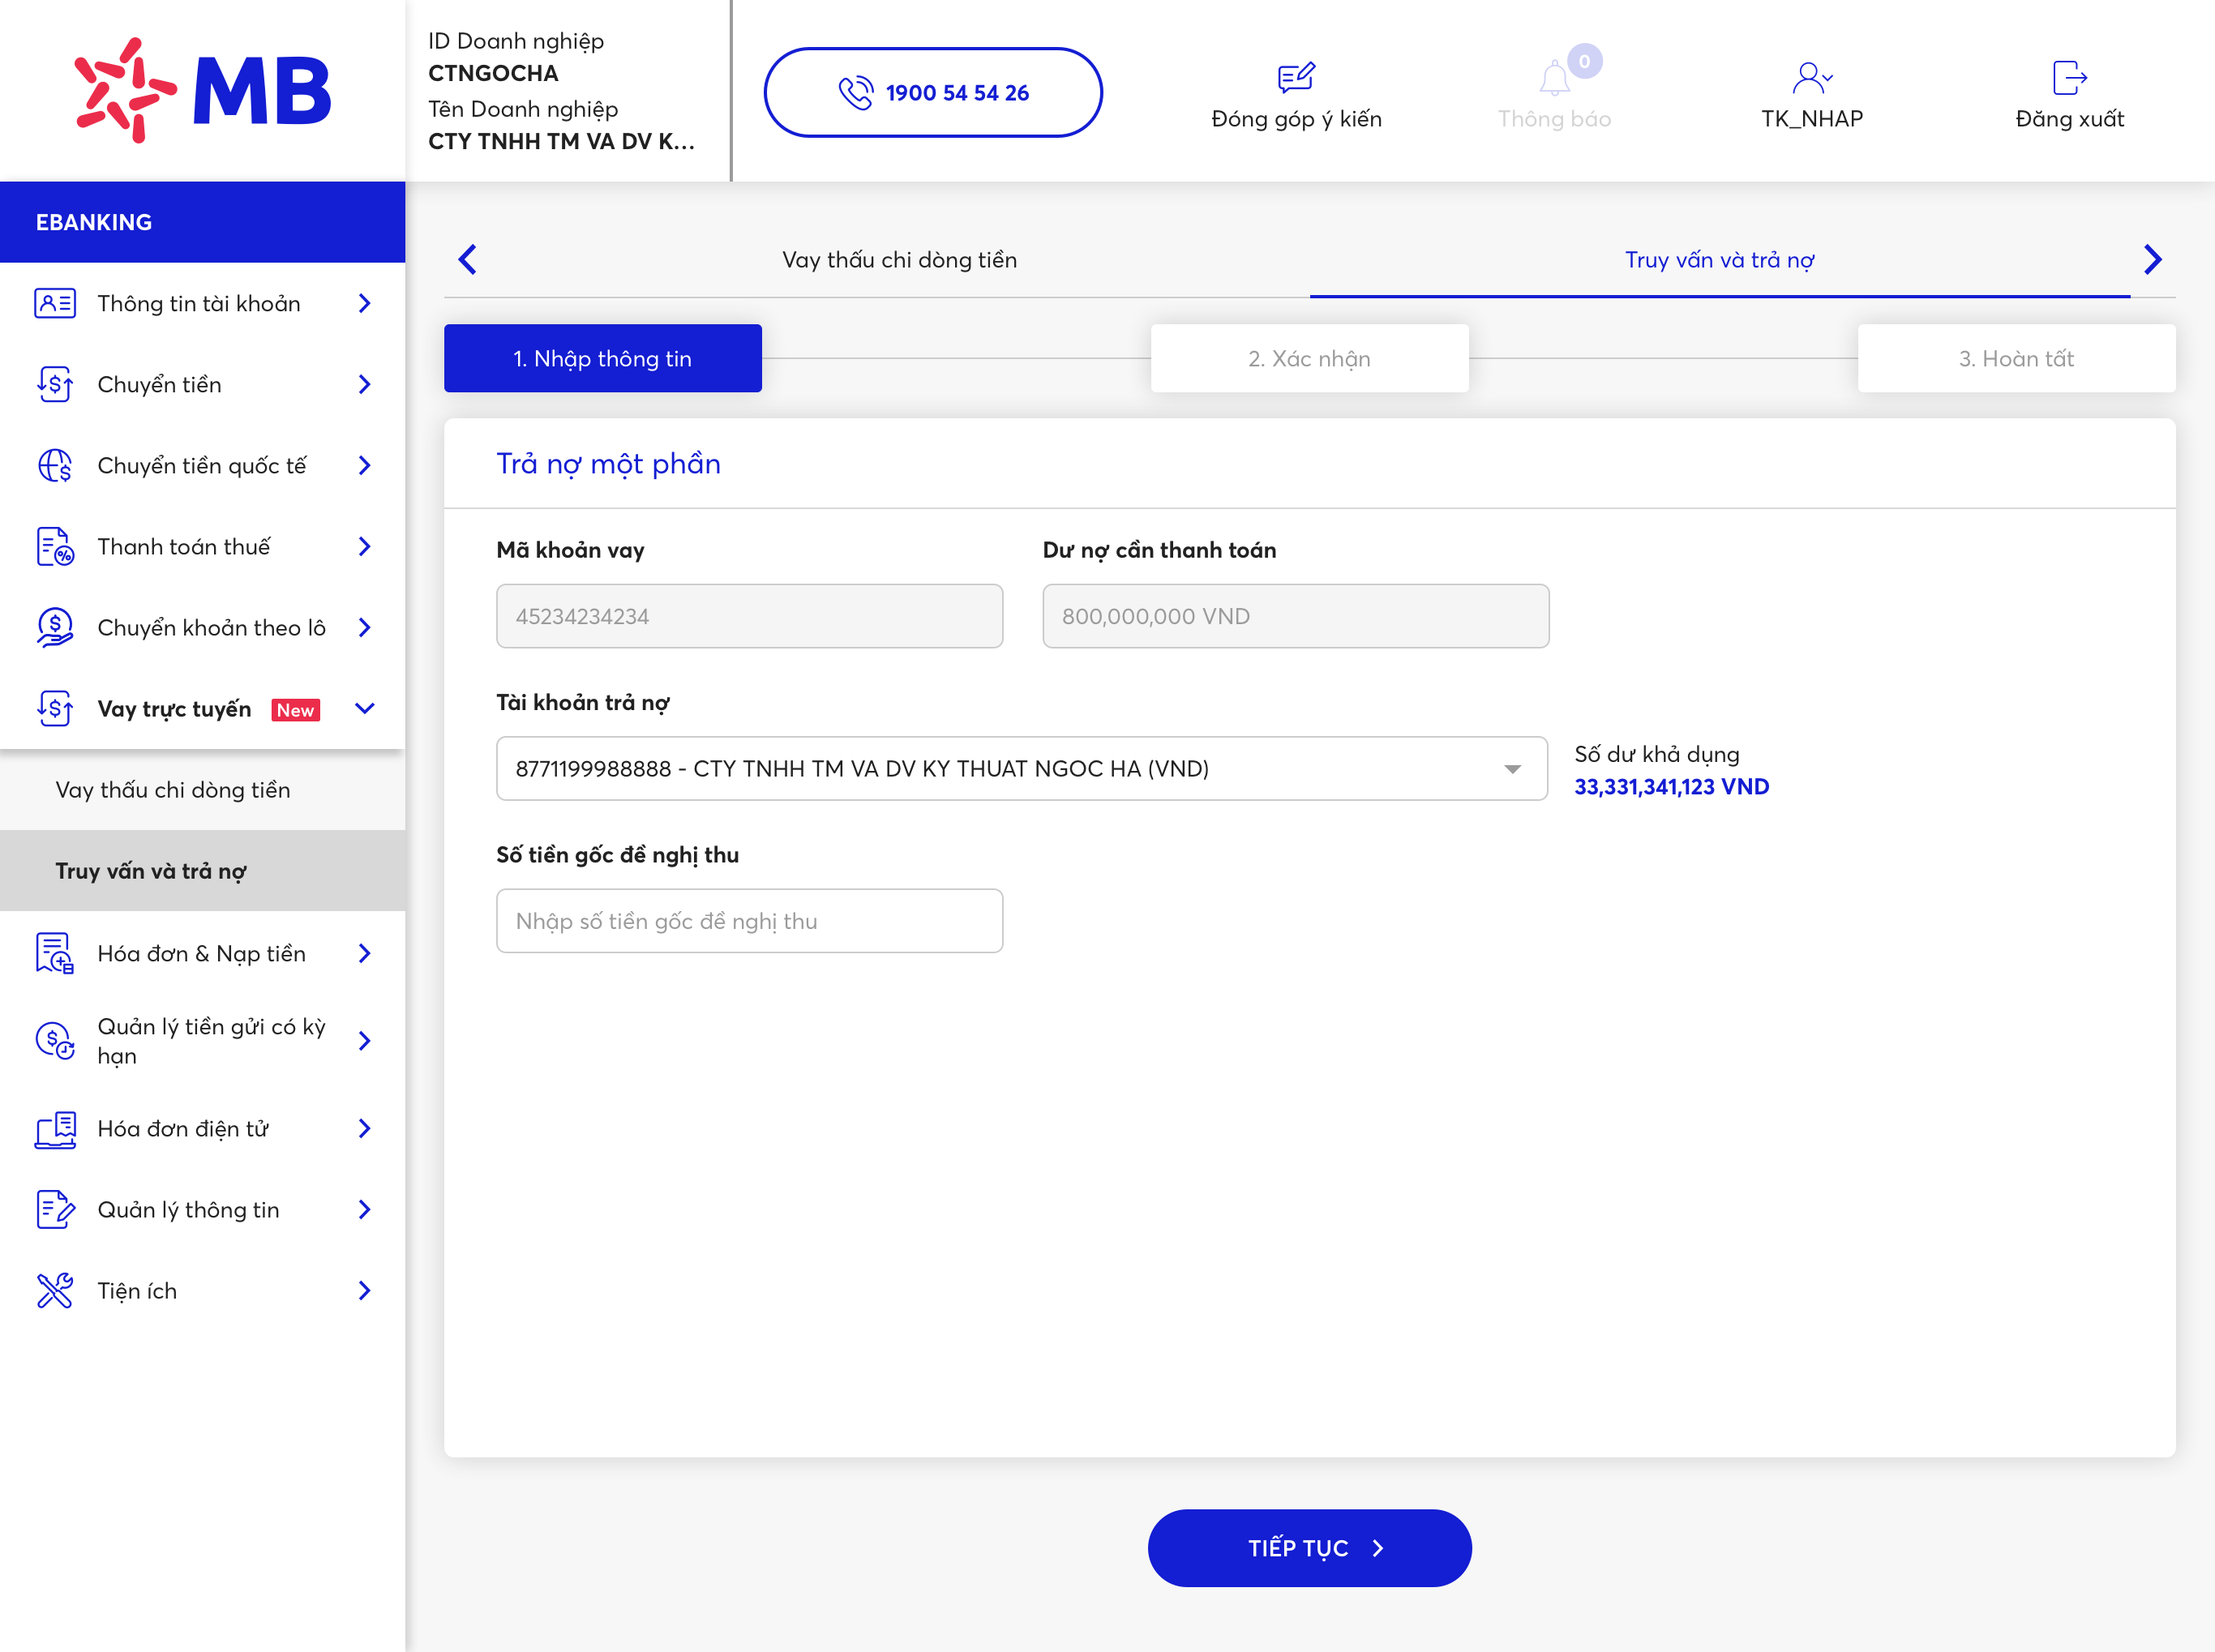 MB
ID Doanh nghiệp
CTNGOCHA
Tên Doanh nghiệp
CTY TNHH TM VA DV K...
1900 54 54 26
Đóng góp ý kiến
0
Thông báo
TK_NHAP
Đăng xuất
EBANKING
Thông tin tài khoản
Chuyển tiền
Chuyển tiền quốc tế
Thanh toán thuế
Chuyển khoản theo lô
Vay trực tuyến New
Vay thấu chi dòng tiền
Truy vấn và trả nợ
Hóa đơn & Nạp tiền
Quản lý tiền gửi có kỳ
hạn
Hóa đơn điện tử
Quản lý thông tin
Tiện ích
Vay thấu chi dòng tiền
Truy vấn và trả nợ
1. Nhập thông tin
2. Xác nhận
3. Hoàn tất
Trả nợ một phần
Mã khoản vay
Dư nợ cần thanh toán
45234234234
800,000,000 VND
Tài khoản trả nợ
8771199988888 - CTY TNHH TM VA DV KY THUAT NGOC HA (VND)
Số dư khả dụng
33,331,341,123 VND
Số tiền gốc đề nghị thu
Nhập số tiền gốc đề nghị thu
TIẾP TỤC